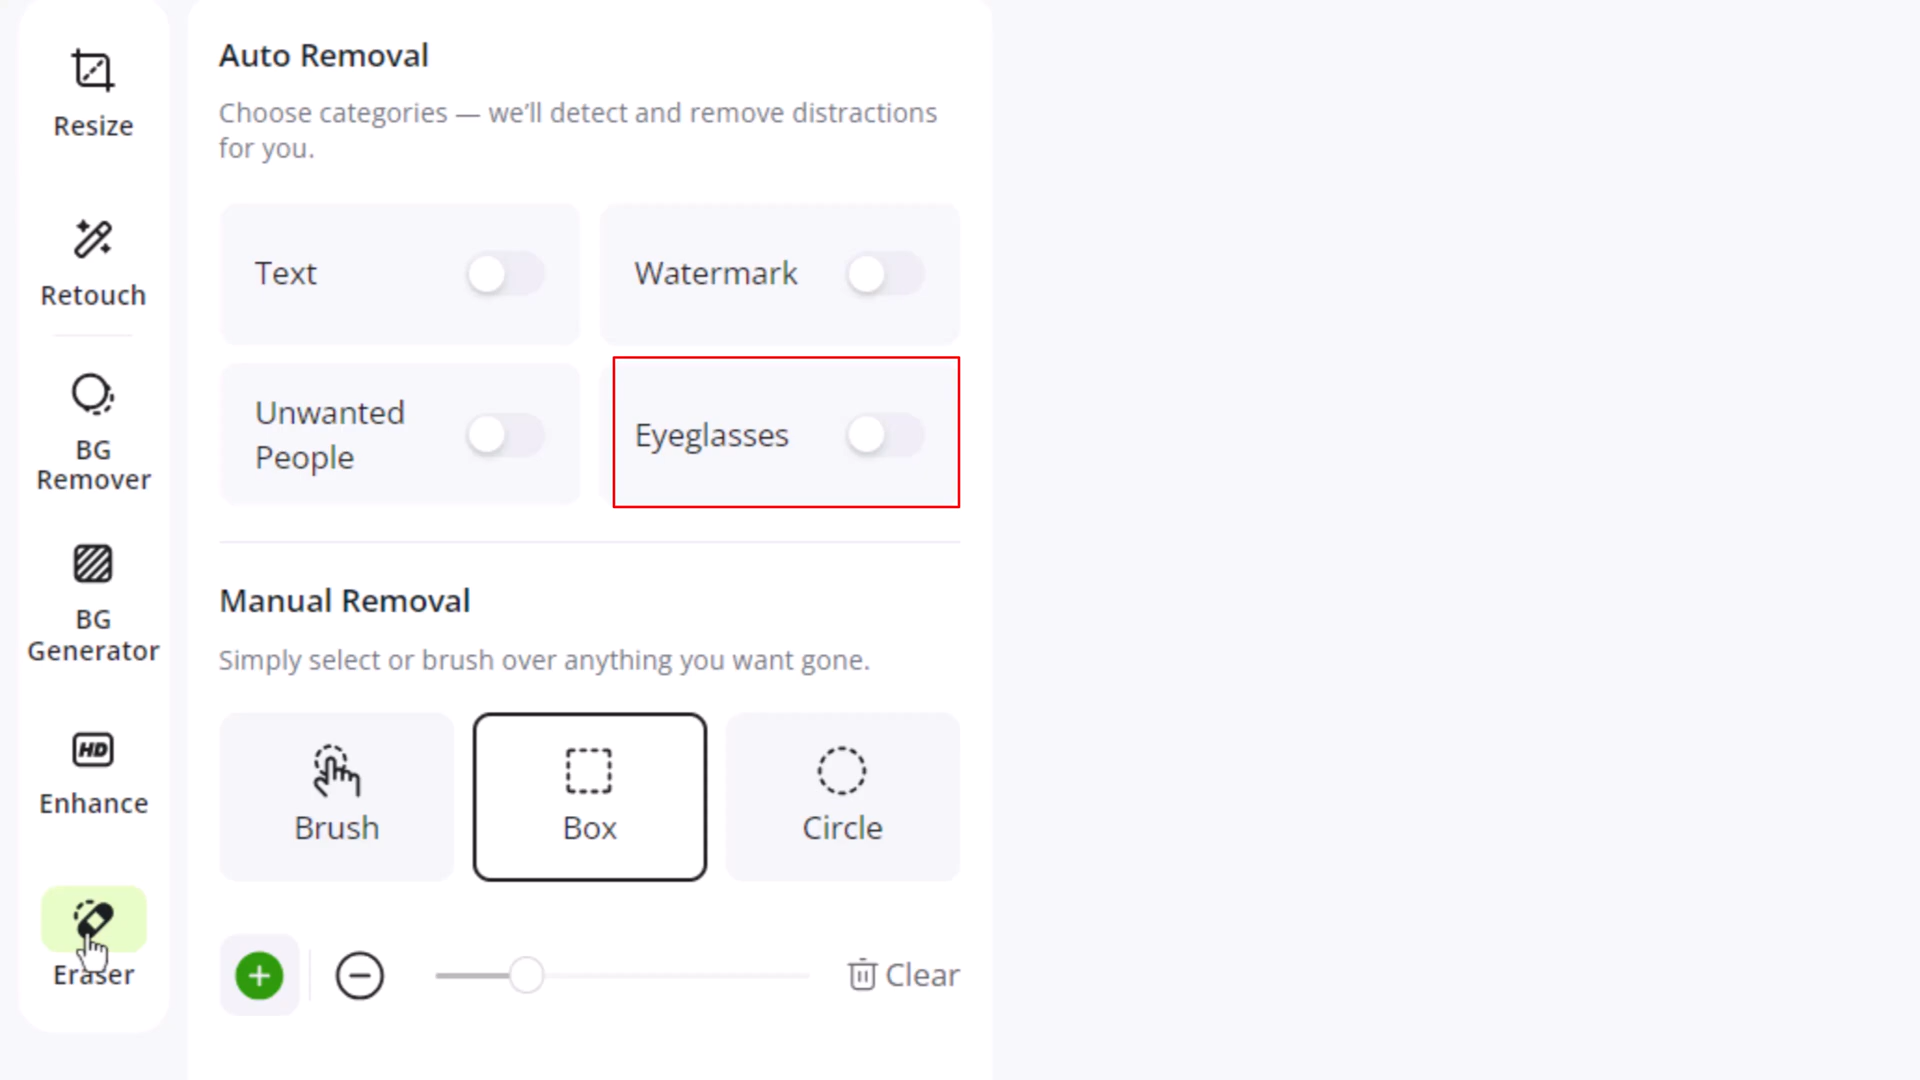 Resize
Retouch
BG
Remover
BG
Generator
HD
Enhance
Eraser
Auto Removal
Choose categories — we’ll detect and remove distractions
for you.
Text
Watermark
Unwanted
People
Eyeglasses
Manual Removal
Simply select or brush over anything you want gone.
Brush
Box
Circle
Clear